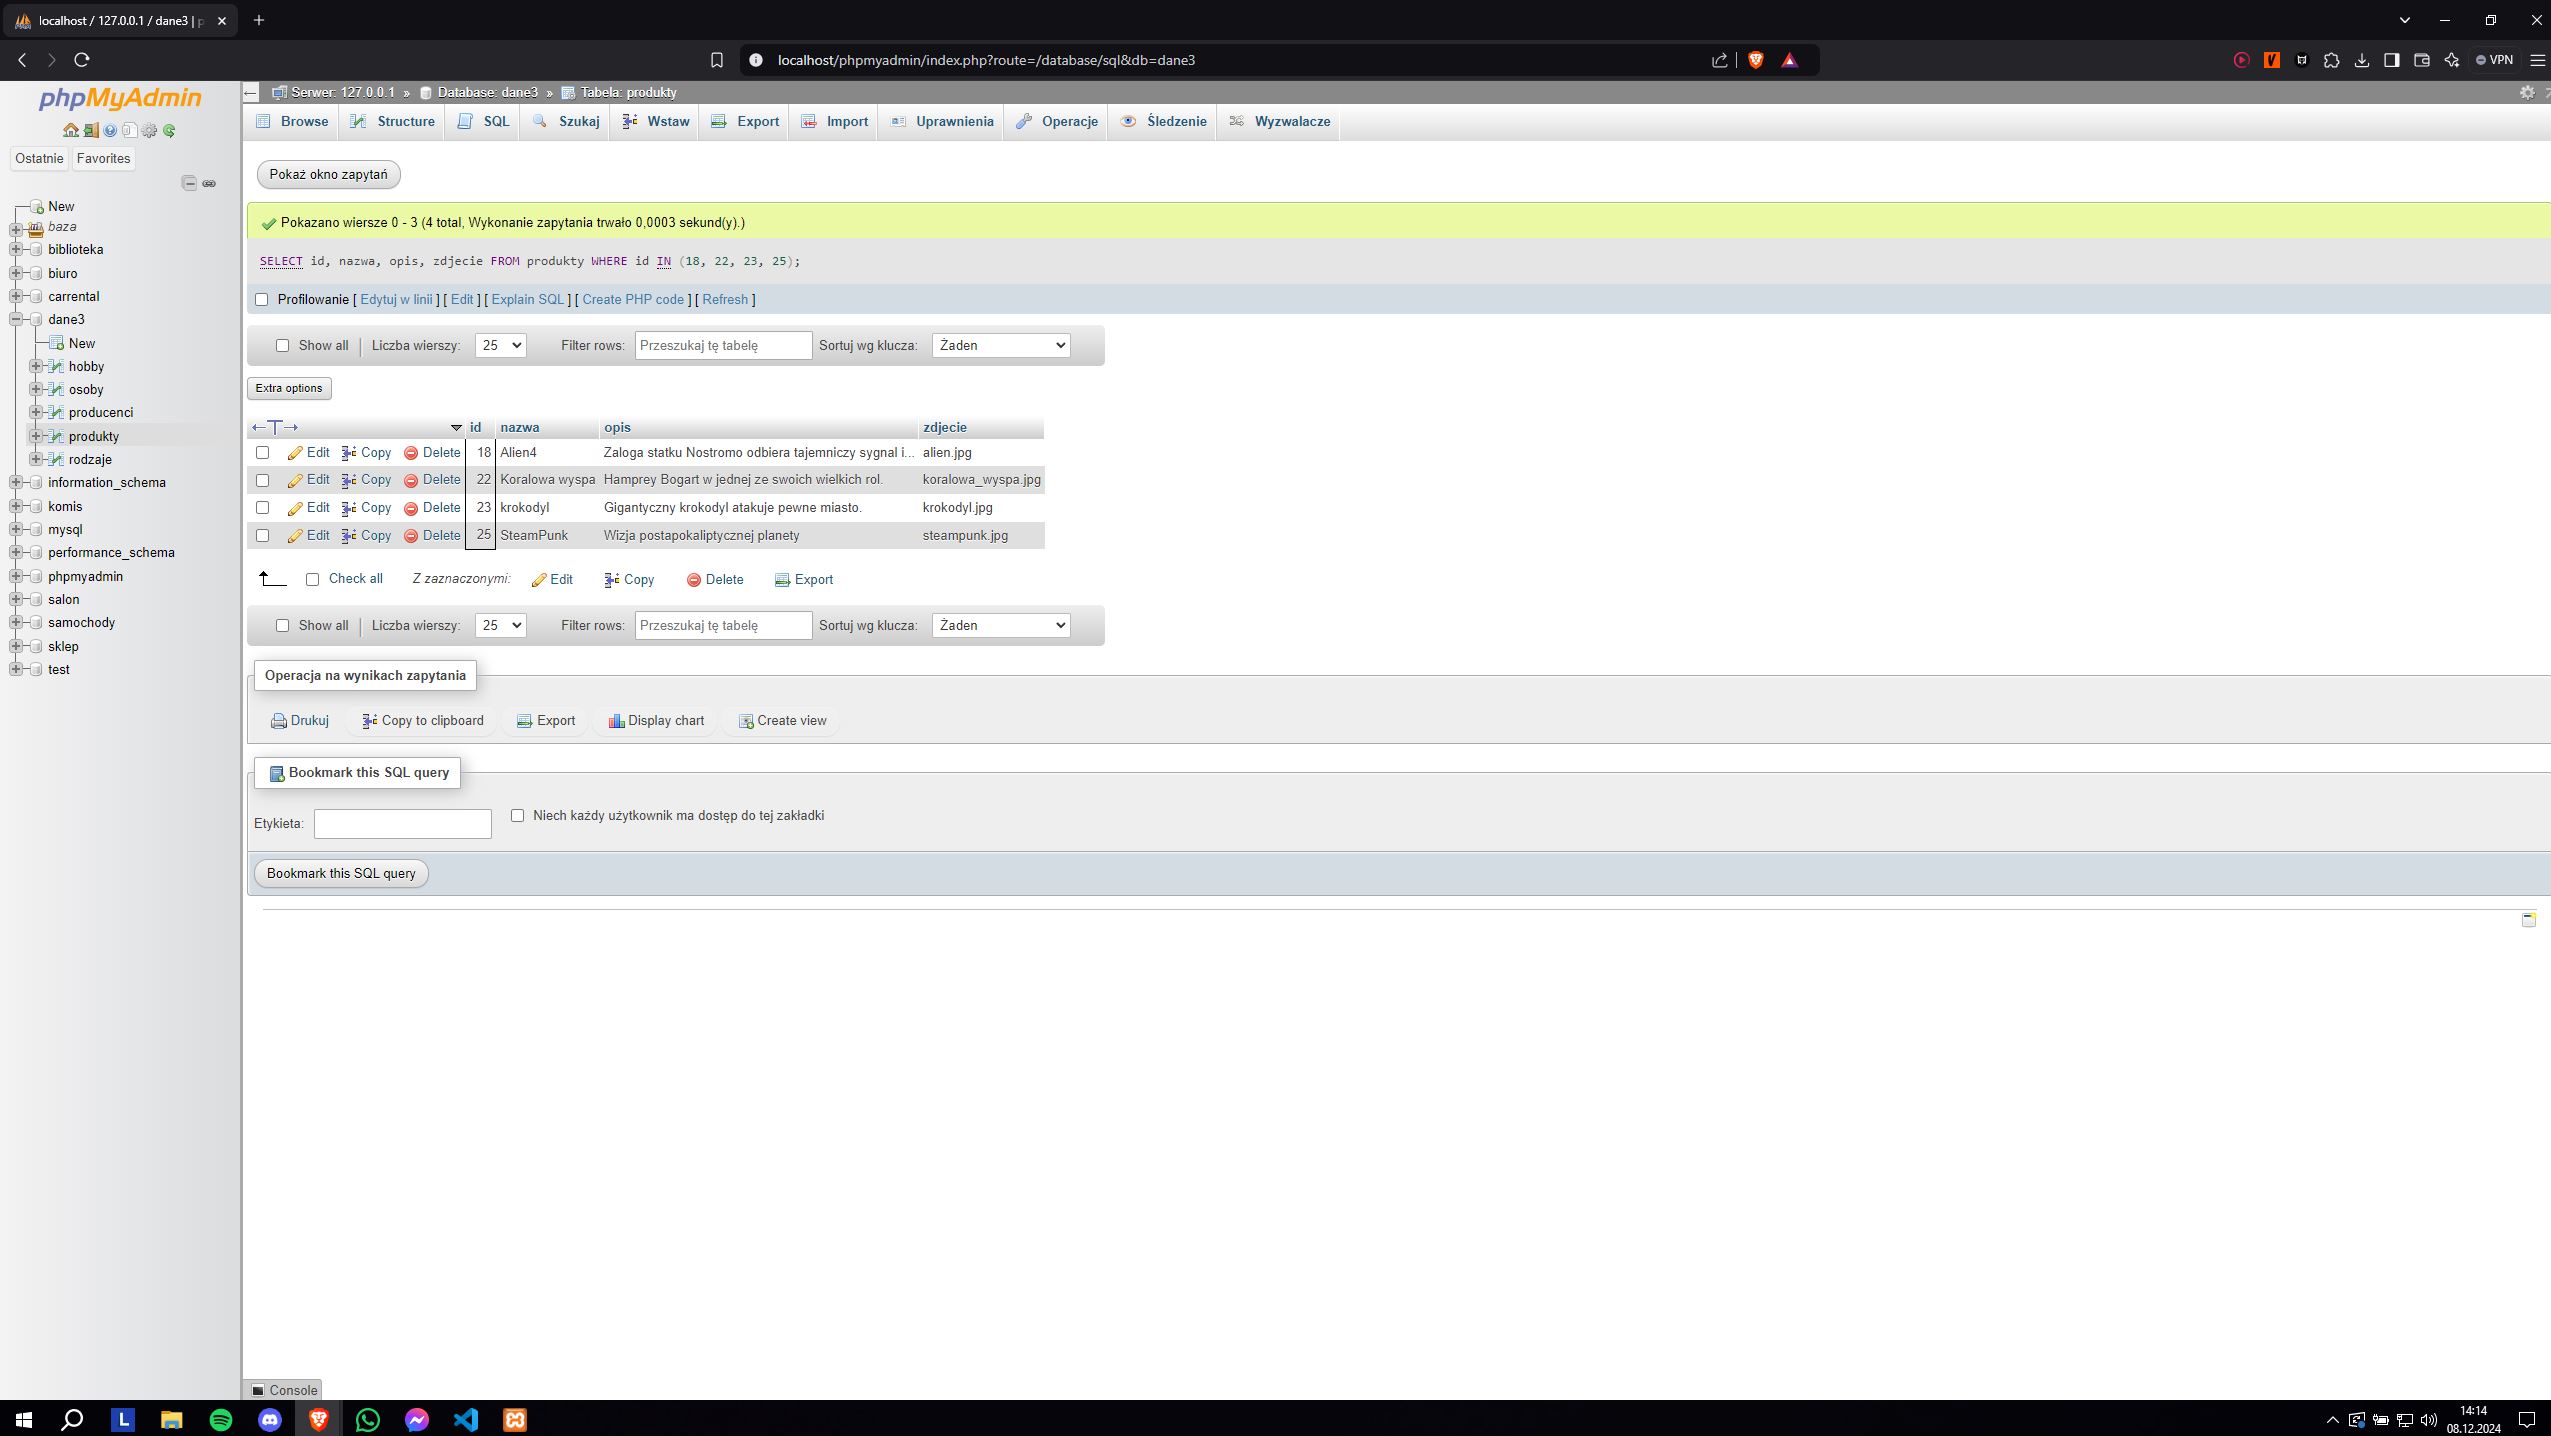 localhost / 127.0.0.1 / dane3 | p
localhost/phpmyadmin/index.php?route=/database/sql&db=dane3
VPN
phpMyAdmin
Ostatnie Favorites
New
baza
biblioteka
biuro
carrental
dane3
New
hobby
osoby
producenci
produkty
rodzaje
information_schema
komis
mysql
performance_schema
phpmyadmin
salon
samochody
sklep
test
Serwer: 127.0.0.1 » Database: dane3 » Tabela: produkty
Browse Structure SQL Szukaj Wstaw Export Import Uprawnienia Operacje Śledzenie Wyzwalacze
Pokaż okno zapytań
Pokazano wiersze 0 - 3 (4 total, Wykonanie zapytania trwało 0,0003 sekund(y).)
SELECT id, nazwa, opis, zdjecie FROM produkty WHERE id IN (18, 22, 23, 25);
Profilowanie [ Edytuj w linii ] [ Edit ] [ Explain SQL ] [ Create PHP code ] [ Refresh ]
Show all | Liczba wierszy: 25 Filter rows: Przeszukaj tę tabelę Sortuj wg klucza: Żaden
Extra options
←T→ id nazwa opis zdjecie
Edit Copy Delete 18 Alien4 Zaloga statku Nostromo odbiera tajemniczy sygnal i... alien.jpg
Edit Copy Delete 22 Koralowa wyspa Hamprey Bogart w jednej ze swoich wielkich rol. koralowa_wyspa.jpg
Edit Copy Delete 23 krokodyl Gigantyczny krokodyl atakuje pewne miasto. krokodyl.jpg
Edit Copy Delete 25 SteamPunk Wizja postapokaliptycznej planety steampunk.jpg
Check all Z zaznaczonymi: Edit Copy Delete Export
Show all | Liczba wierszy: 25 Filter rows: Przeszukaj tę tabelę Sortuj wg klucza: Żaden
Operacja na wynikach zapytania
Drukuj Copy to clipboard Export Display chart Create view
Bookmark this SQL query
Etykieta: Niech każdy użytkownik ma dostęp do tej zakładki
Bookmark this SQL query
Console
L
14:14
08.12.2024